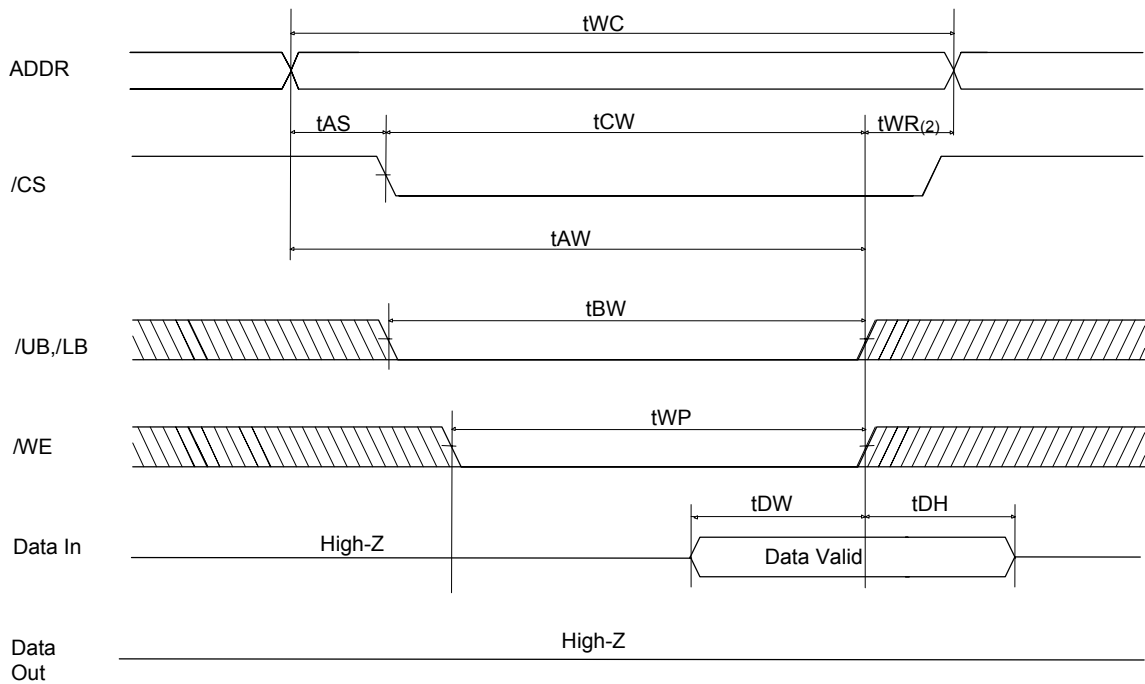 tWC
ADDR
tAS
tCW
tWR(2)
/CS
tAW
tBW
/UB,/LB
tWP
/WE
tDW
tDH
Data In
High-Z
Data Valid
High-Z
Data
Out